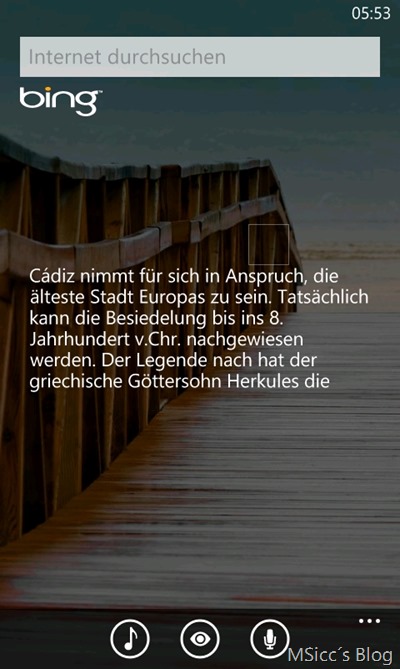 05:53
Internet durchsuchen
bing™
Cádiz nimmt für sich in Anspruch, die
älteste Stadt Europas zu sein. Tatsächlich
kann die Besiedelung bis ins 8.
Jahrhundert v.Chr. nachgewiesen
werden. Der Legende nach hat der
griechische Göttersohn Herkules die
MSicc´s Blog